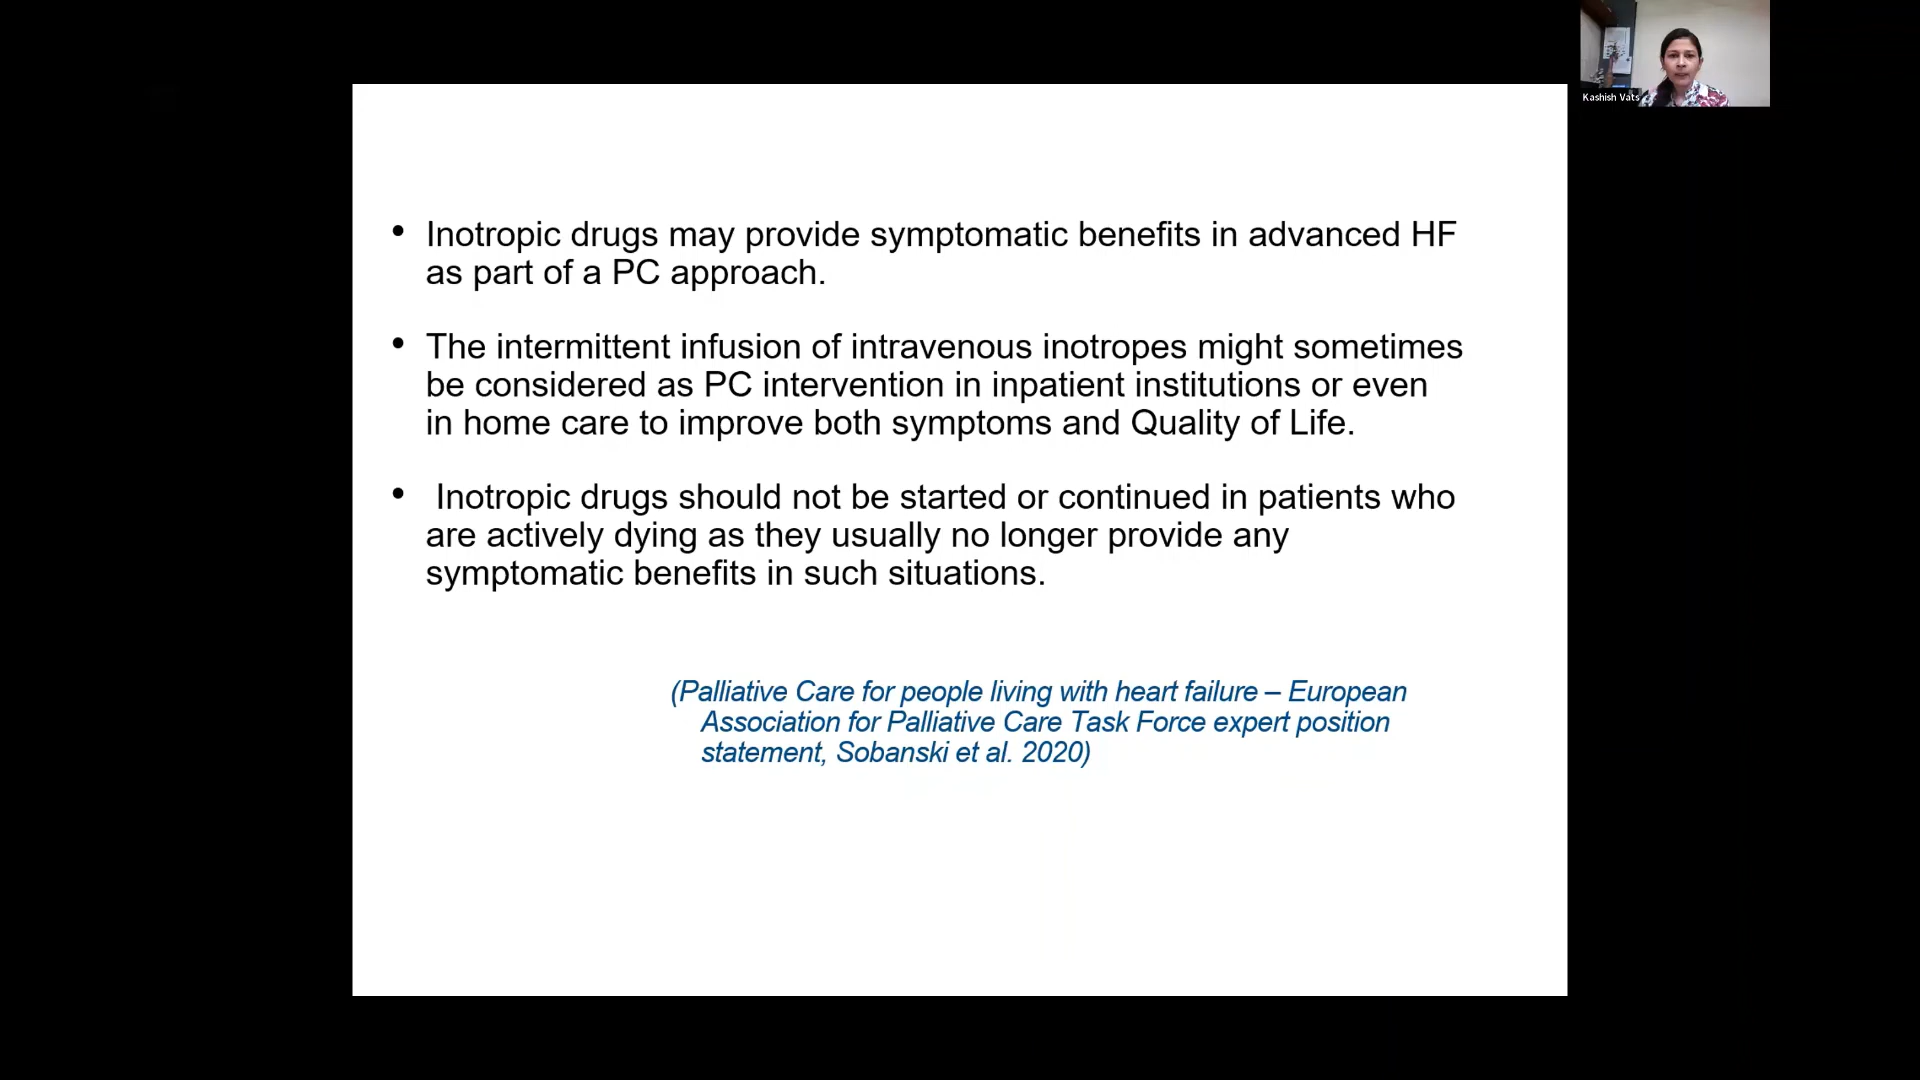 Kashish Vats
• Inotropic drugs may provide symptomatic benefits in advanced HF
as part of a PC approach.
• The intermittent infusion of intravenous inotropes might sometimes
be considered as PC intervention in inpatient institutions or even
in home care to improve both symptoms and Quality of Life.
• Inotropic drugs should not be started or continued in patients who
are actively dying as they usually no longer provide any
symptomatic benefits in such situations.
(Palliative Care for people living with heart failure – European
Association for Palliative Care Task Force expert position
statement, Sobanski et al. 2020)